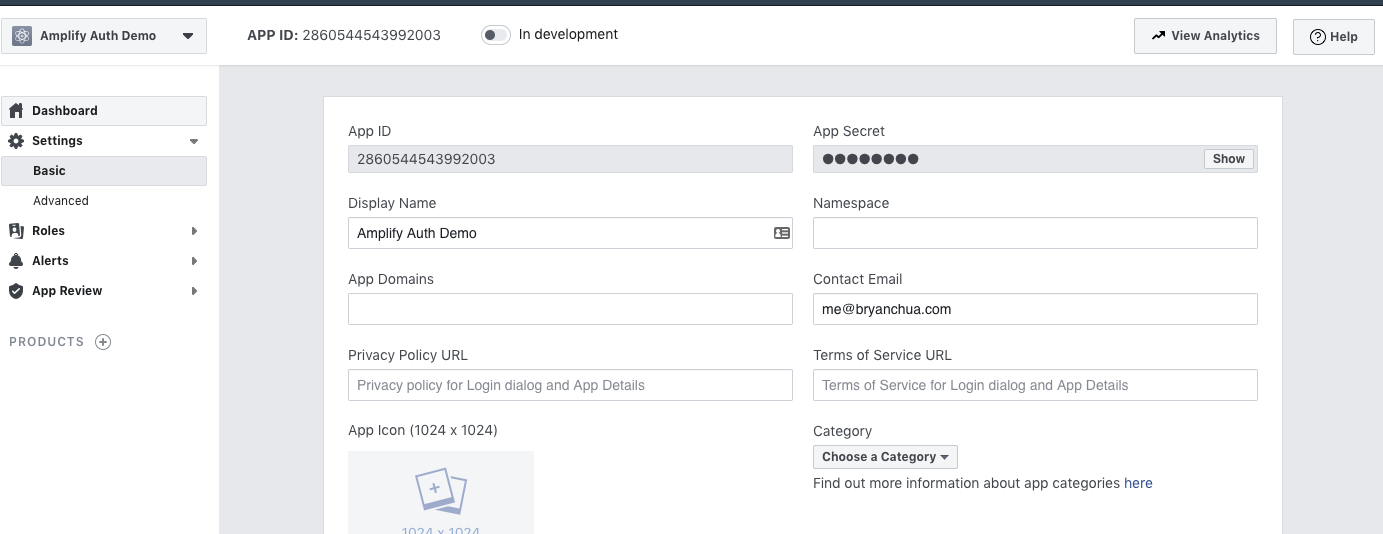 Amplify Auth Demo
APP ID: 2860544543992003
In development
View Analytics
Help
Dashboard
Settings
Basic
Advanced
Roles
Alerts
App Review
PRODUCTS
App ID
App Secret
2860544543992003
●●●●●●●●
Show
Display Name
Namespace
Amplify Auth Demo
App Domains
Contact Email
me@bryanchua.com
Privacy Policy URL
Terms of Service URL
Privacy policy for Login dialog and App Details
Terms of Service for Login dialog and App Details
App Icon (1024 x 1024)
Category
Choose a Category
Find out more information about app categories here
1024 x 1024